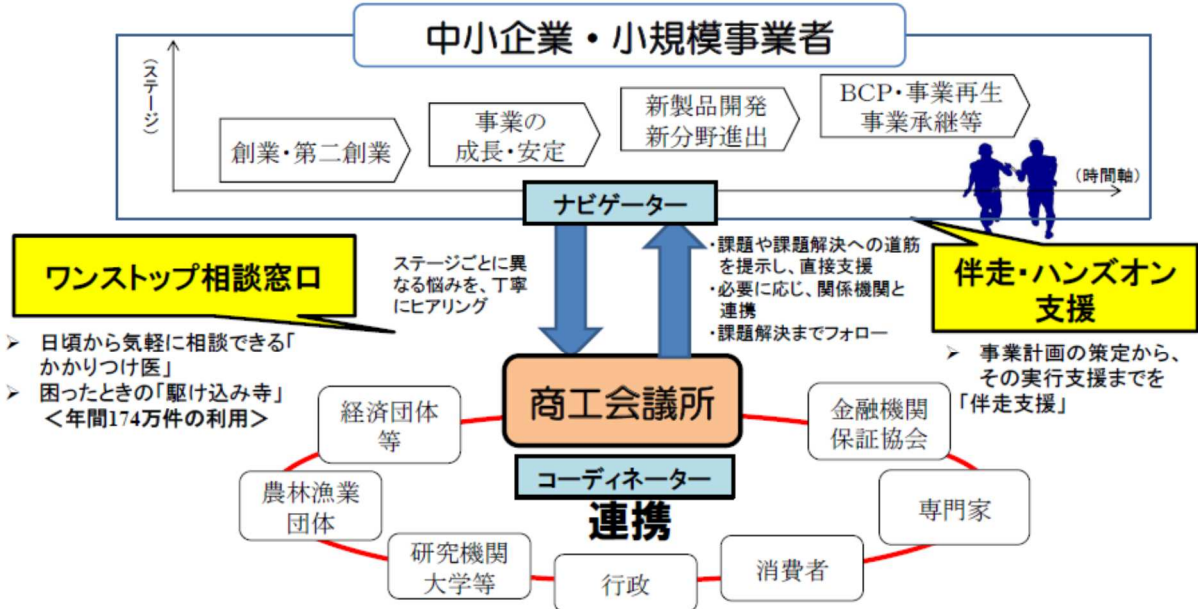 中小企業・小規模事業者
(ステージ)
創業・第二創業
事業の
成長・安定
新製品開発
新分野進出
BCP・事業再生
事業承継等
(時間軸)
ナビゲーター
ワンストップ相談窓口
ステージごとに異
なる悩みを、丁寧
にヒアリング
・課題や課題解決への道筋
を提示し、直接支援
・必要に応じ、関係機関と
連携
・課題解決までフォロー
伴走・ハンズオン
支援
➢ 日頃から気軽に相談できる「
かかりつけ医」
➢ 困ったときの「駆け込み寺」
＜年間174万件の利用＞
➢ 事業計画の策定から、
その実行支援までを
「伴走支援」
商工会議所
コーディネーター
連携
経済団体
等
農林漁業
団体
研究機関
大学等
行政
消費者
専門家
金融機関
保証協会